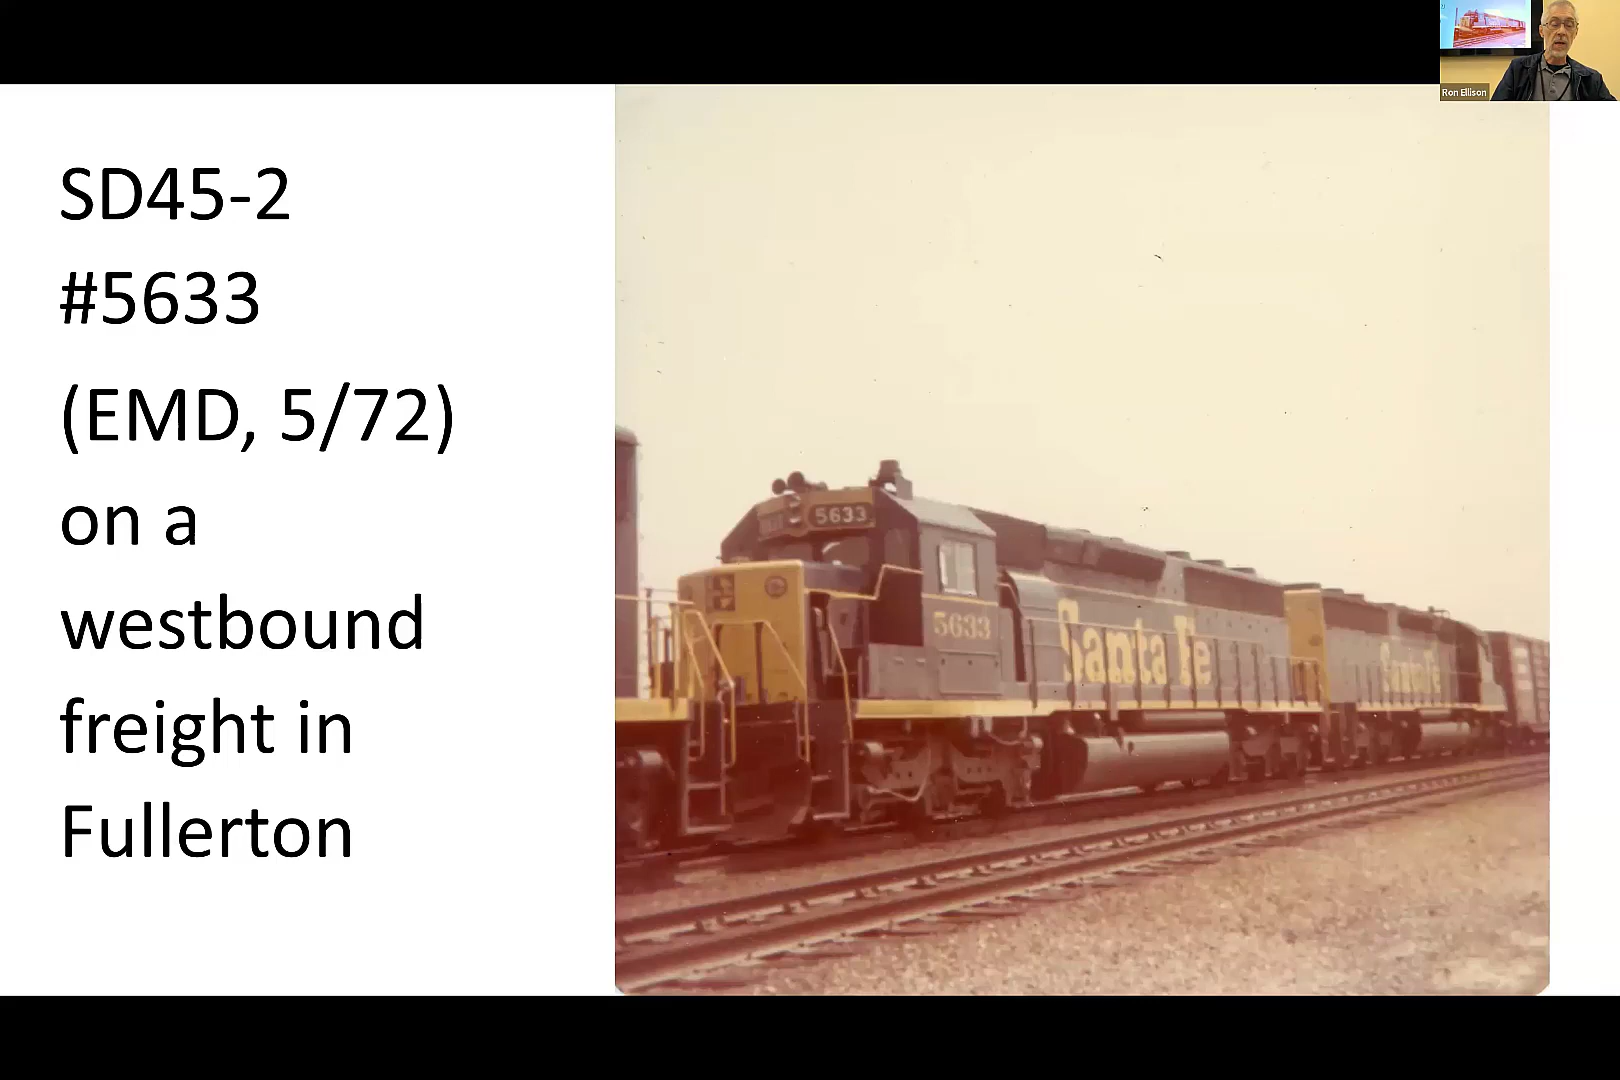 SD45-2
#5633
(EMD, 5/72)
on a
westbound
freight in
Fullerton
5633
5633
Santa Fe
Santa Fe
Ron Ellison